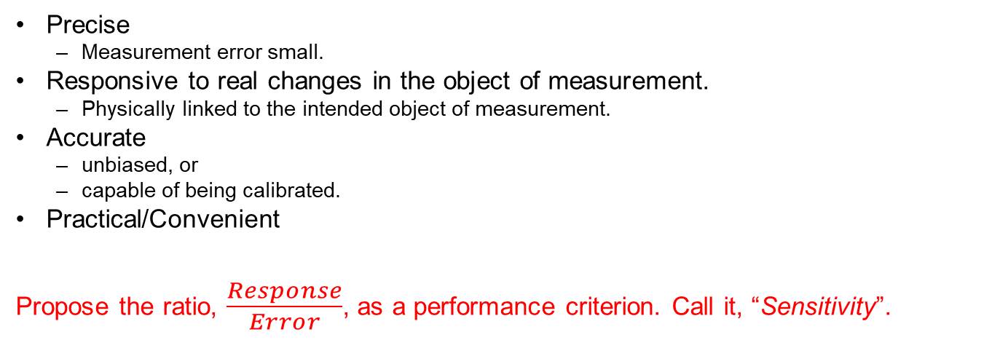 • Precise
– Measurement error small.
• Responsive to real changes in the object of measurement.
– Physically linked to the intended object of measurement.
• Accurate
– unbiased, or
– capable of being calibrated.
• Practical/Convenient
Propose the ratio, Response/Error, as a performance criterion. Call it, “Sensitivity”.